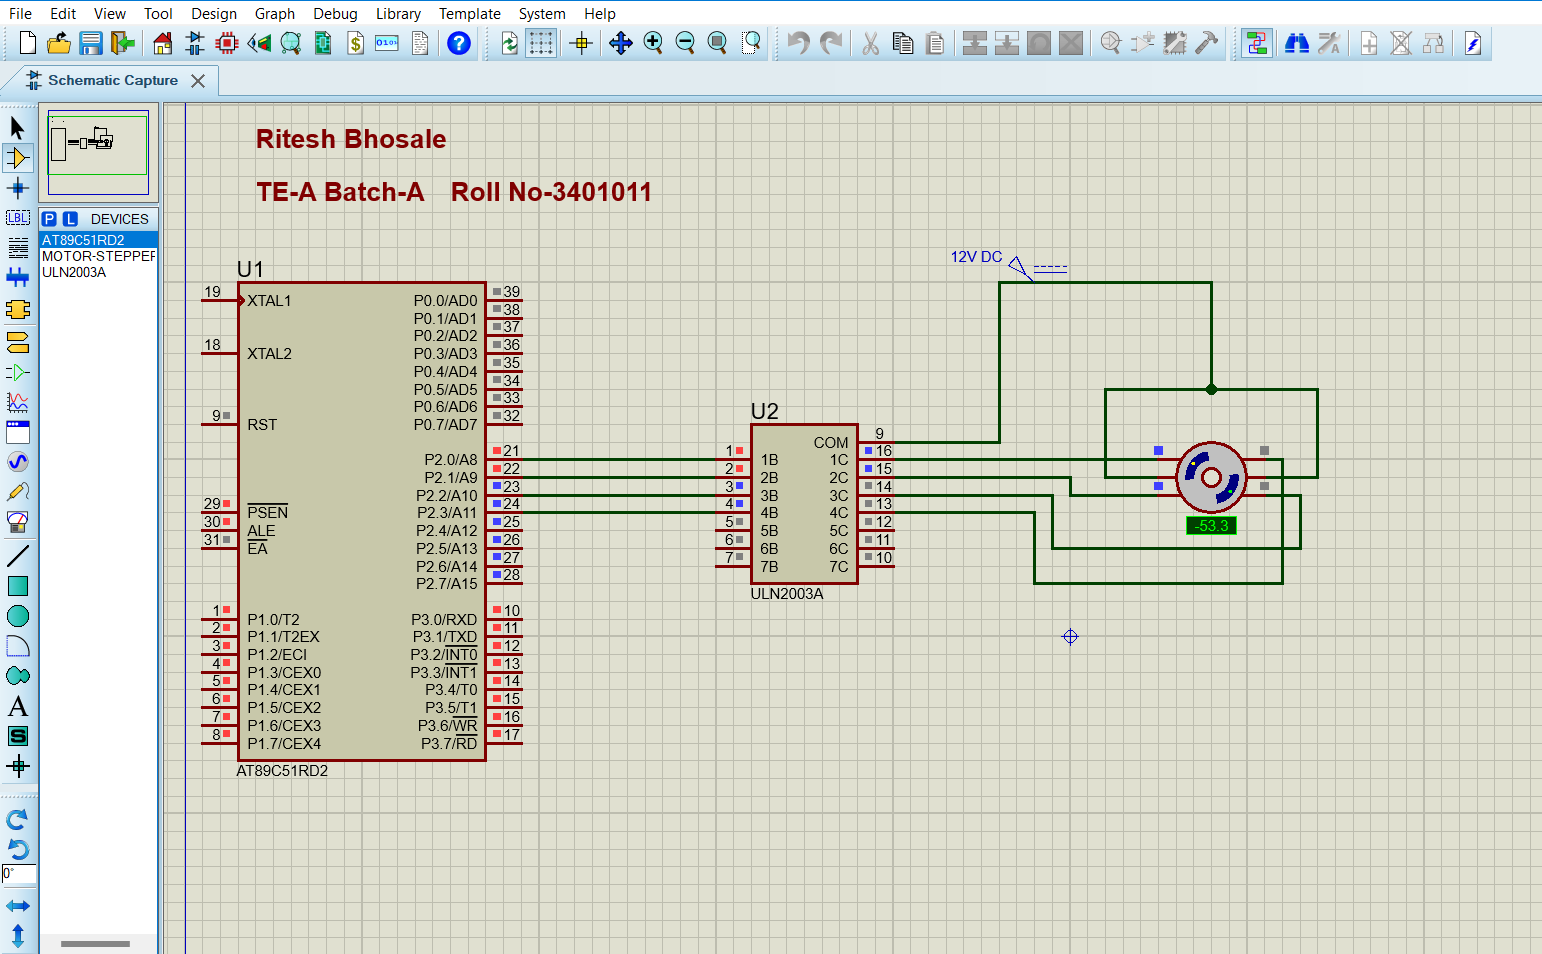 File Edit View Tool Design Graph Debug Library Template System Help
Schematic Capture
P L DEVICES
AT89C51RD2
MOTOR-STEPPER
ULN2003A
LBL
A
S
0°
Ritesh Bhosale
TE-A Batch-A Roll No-3401011
12V DC
U1
19 XTAL1 P0.0/AD0 39
P0.1/AD1 38
P0.2/AD2 37
18 XTAL2 P0.3/AD3 36
P0.4/AD4 35
P0.5/AD5 34
P0.6/AD6 33
9 RST P0.7/AD7 32
P2.0/A8 21
P2.1/A9 22
P2.2/A10 23
29 PSEN P2.3/A11 24
30 ALE P2.4/A12 25
31 EA P2.5/A13 26
P2.6/A14 27
P2.7/A15 28
1 P1.0/T2 P3.0/RXD 10
2 P1.1/T2EX P3.1/TXD 11
3 P1.2/ECI P3.2/INT0 12
4 P1.3/CEX0 P3.3/INT1 13
5 P1.4/CEX1 P3.4/T0 14
6 P1.5/CEX2 P3.5/T1 15
7 P1.6/CEX3 P3.6/WR 16
8 P1.7/CEX4 P3.7/RD 17
AT89C51RD2
U2
COM 9
1 1B 1C 16
2 2B 2C 15
3 3B 3C 14
4 4B 4C 13
5 5B 5C 12
6 6B 6C 11
7 7B 7C 10
ULN2003A
-53.3